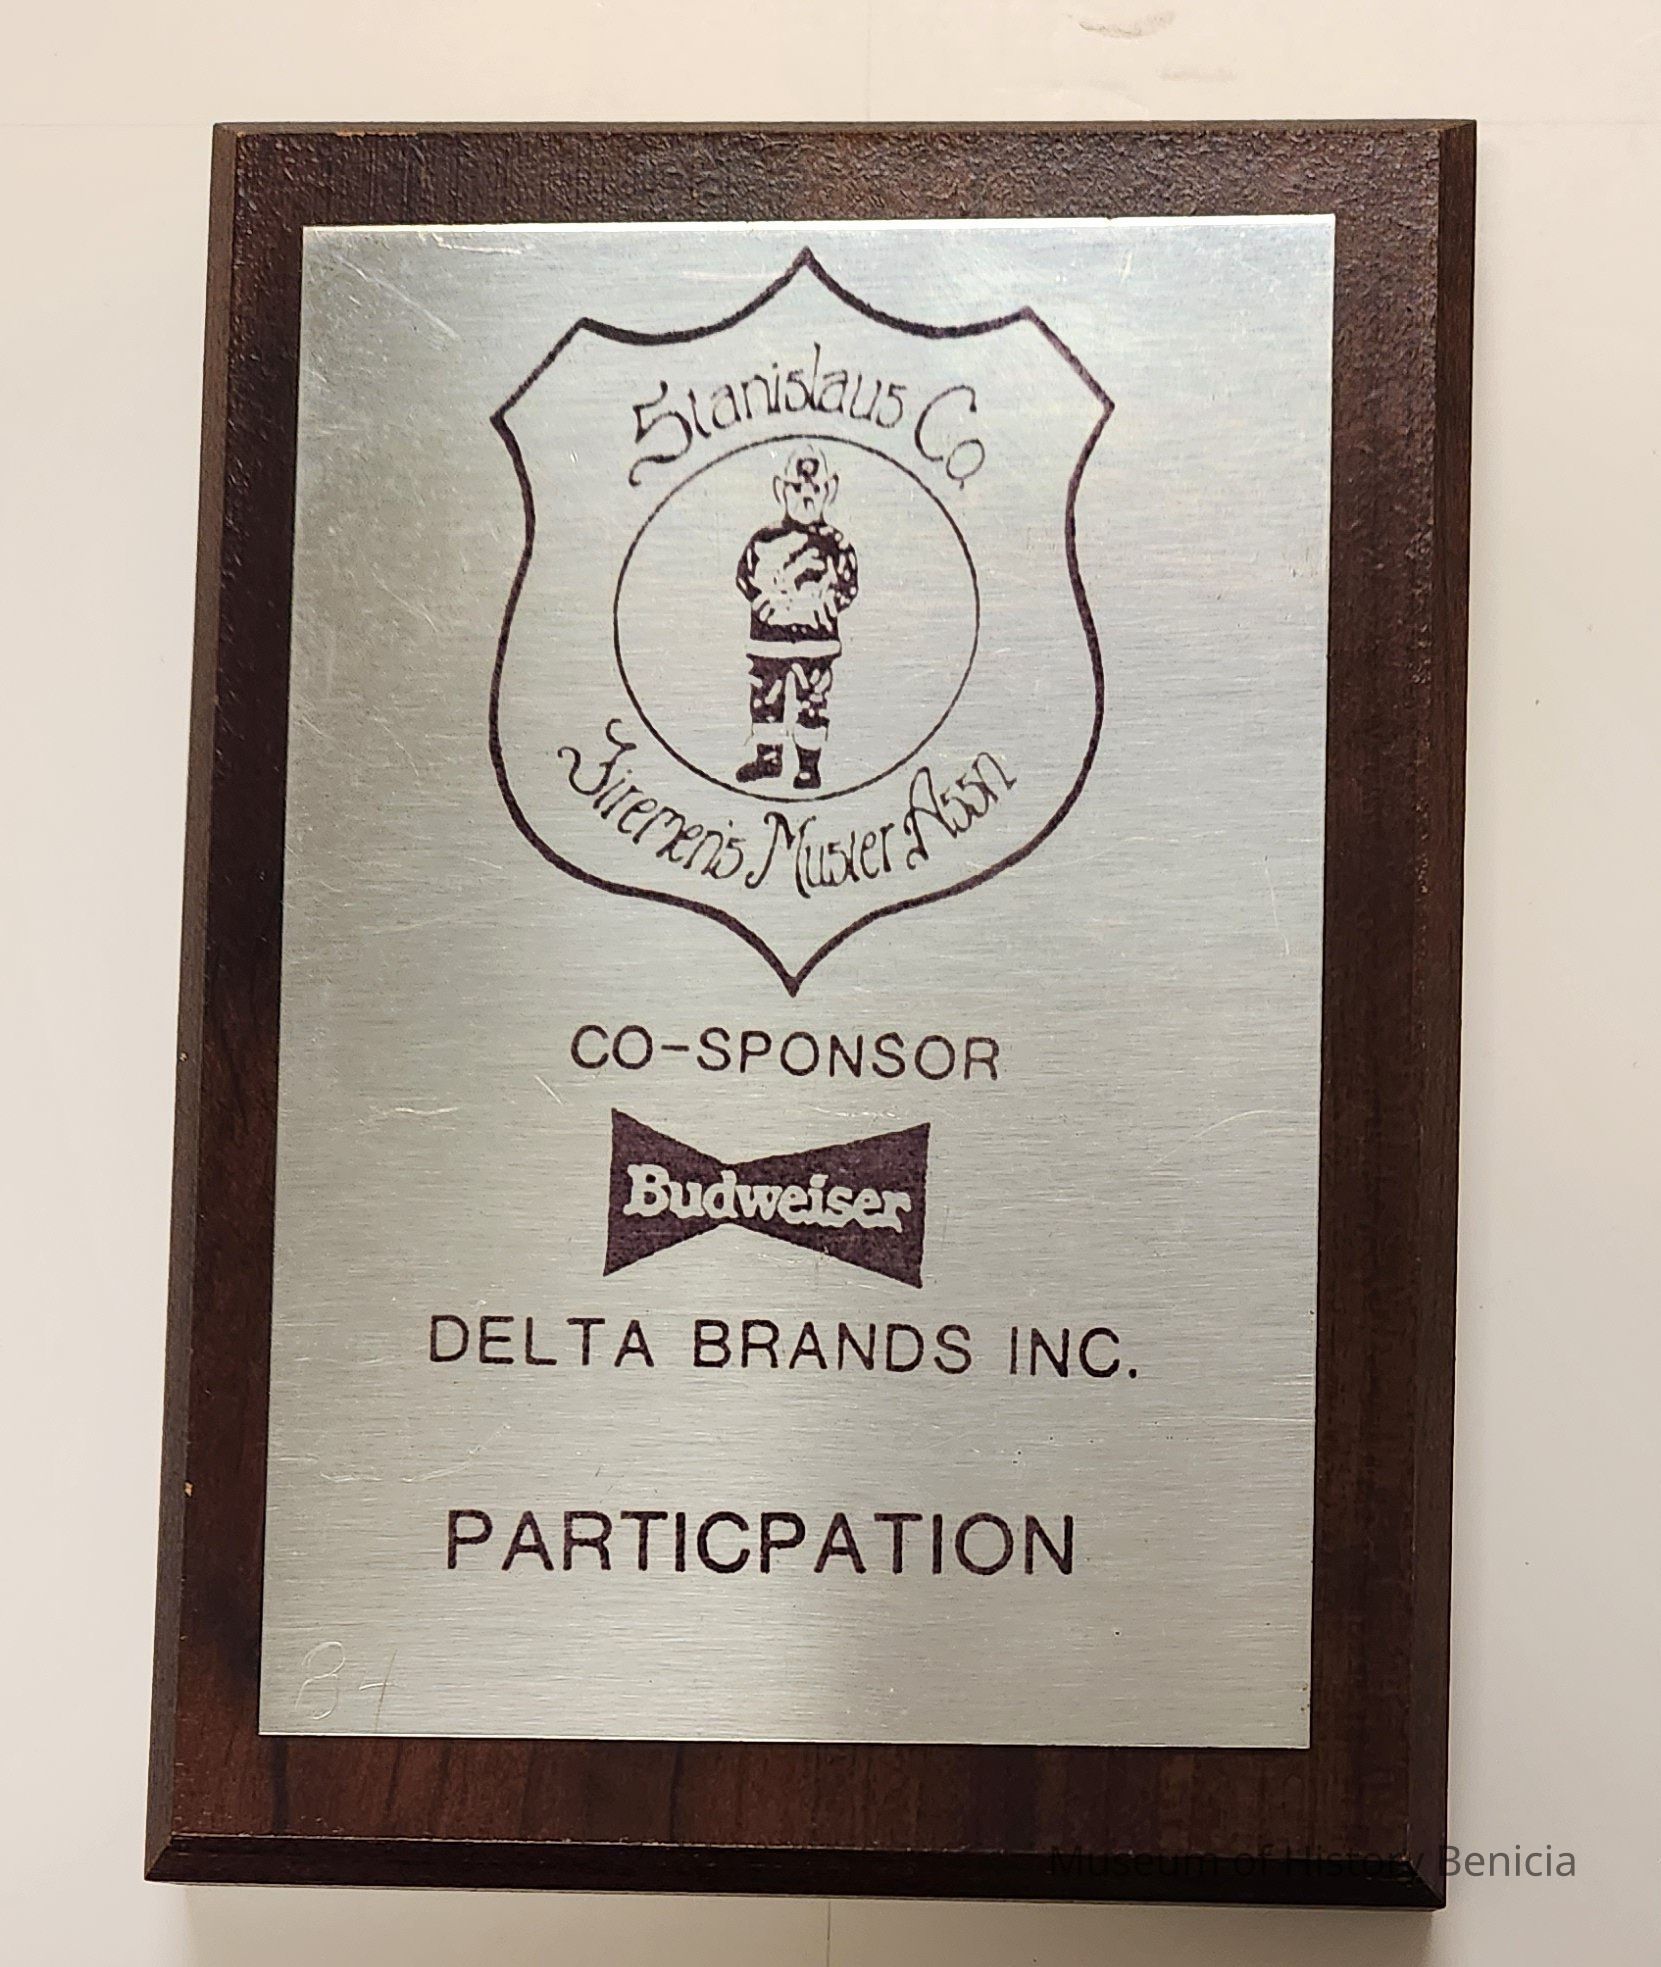 Stanislaus Co.
Firemen's Muster Assn
CO-SPONSOR
Budweiser
DELTA BRANDS INC.
PARTICPATION
84
Museum of History Benicia